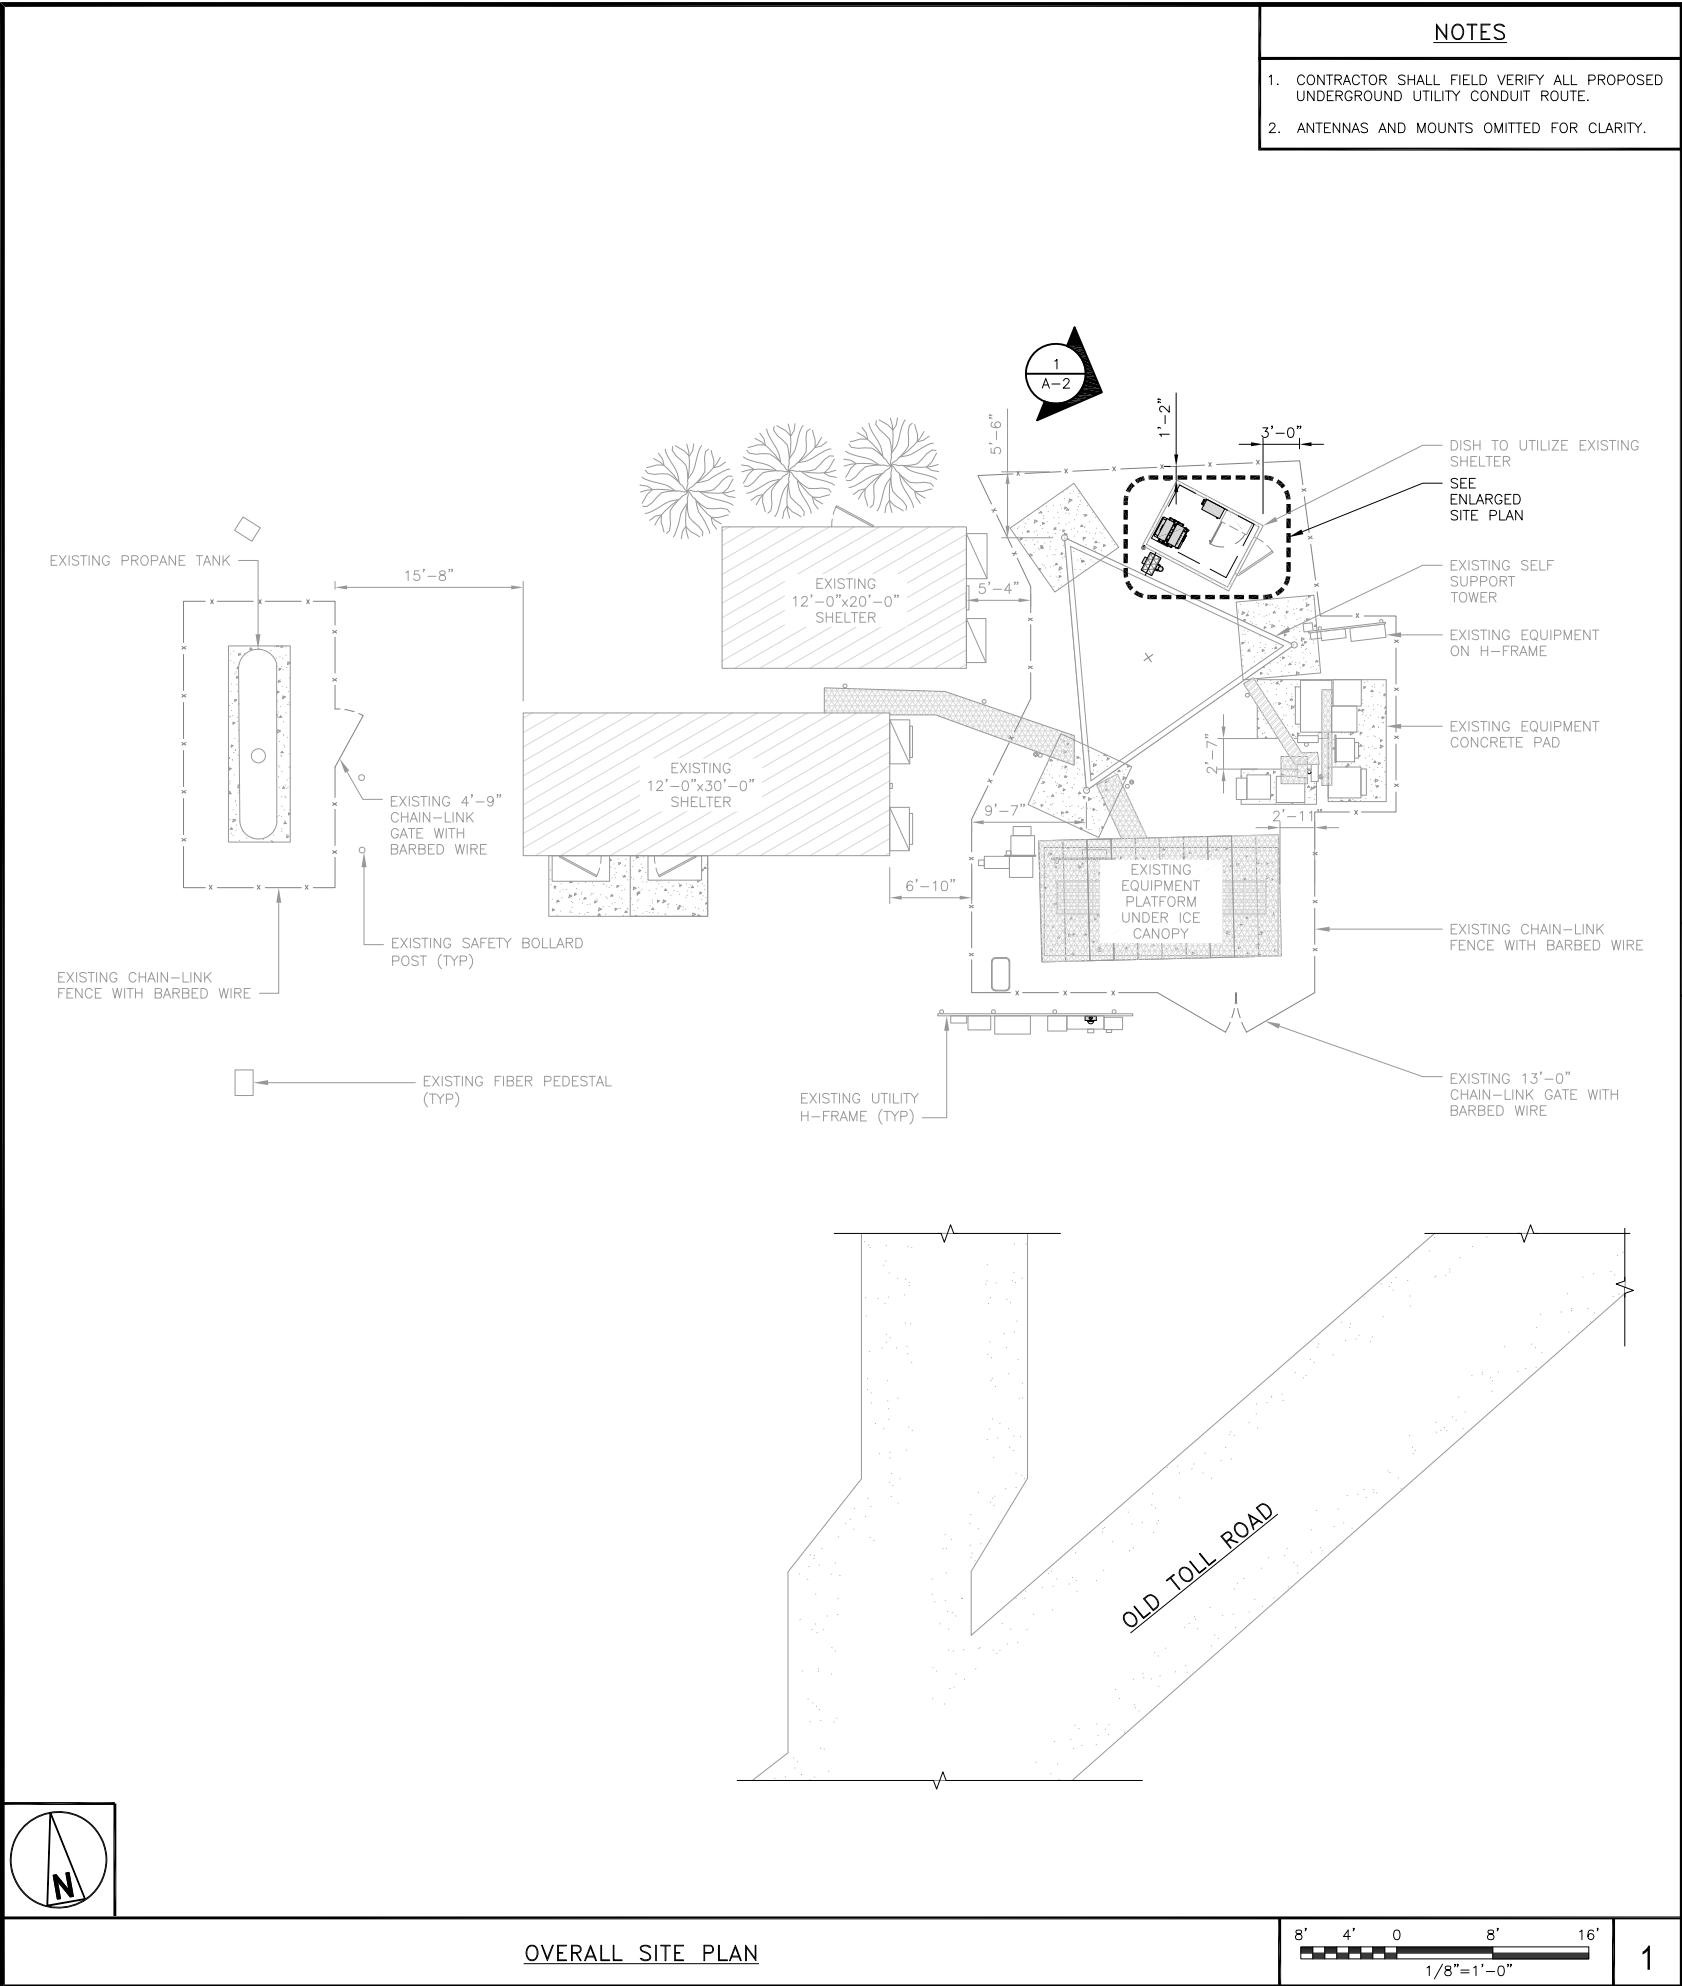 NOTES
1. CONTRACTOR SHALL FIELD VERIFY ALL PROPOSED
UNDERGROUND UTILITY CONDUIT ROUTE.
2. ANTENNAS AND MOUNTS OMITTED FOR CLARITY.
1
A-2
5'-6"
1'-2"
3'-0"
DISH TO UTILIZE EXISTING
SHELTER
SEE
ENLARGED
SITE PLAN
EXISTING PROPANE TANK
15'-8"
EXISTING
12'-0"x20'-0"
SHELTER
5'-4"
EXISTING SELF
SUPPORT
TOWER
EXISTING EQUIPMENT
ON H-FRAME
EXISTING EQUIPMENT
CONCRETE PAD
2'-7"
EXISTING
12'-0"x30'-0"
SHELTER
EXISTING 4'-9"
CHAIN-LINK
GATE WITH
BARBED WIRE
9'-7"
2'-11"
6'-10"
EXISTING
EQUIPMENT
PLATFORM
UNDER ICE
CANOPY
EXISTING SAFETY BOLLARD
POST (TYP)
EXISTING CHAIN-LINK
FENCE WITH BARBED WIRE
EXISTING CHAIN-LINK
FENCE WITH BARBED WIRE
EXISTING FIBER PEDESTAL
(TYP)
EXISTING UTILITY
H-FRAME (TYP)
EXISTING 13'-0"
CHAIN-LINK GATE WITH
BARBED WIRE
OLD TOLL ROAD
N
OVERALL SITE PLAN
8' 4' 0 8' 16'
1/8"=1'-0"
1